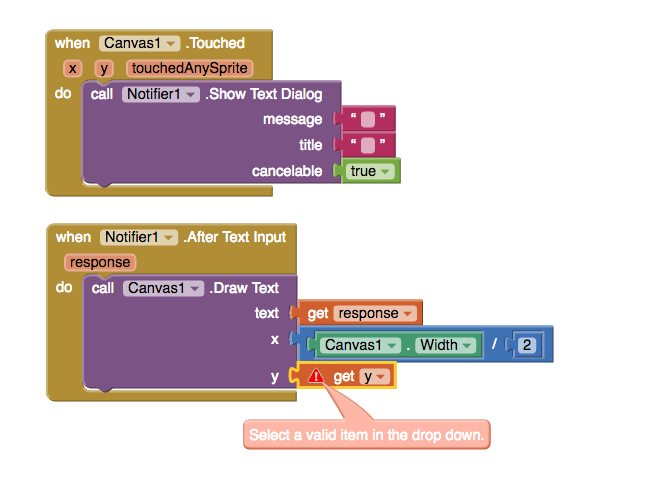 when Canvas1 .Touched
x y touchedAnySprite
do call Notifier1 .Show Text Dialog
message “ ”
title “ ”
cancelable true
when Notifier1 .After Text Input
response
do call Canvas1 .Draw Text
text get response
x Canvas1 . Width / 2
y get y
Select a valid item in the drop down.